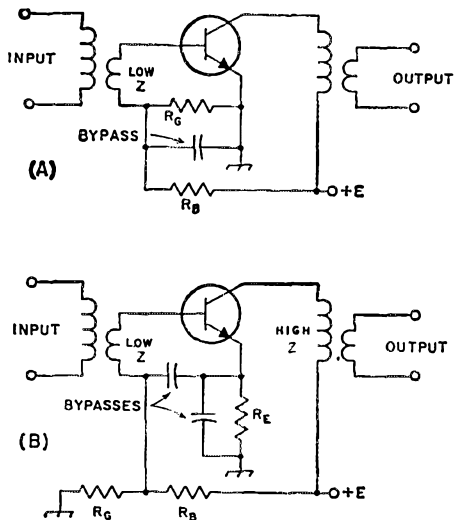 INPUT
LOW
Z
R_G
BYPASS
OUTPUT
(A)
R_B
+E
INPUT
LOW
Z
HIGH
Z
OUTPUT
BYPASSES
R_E
(B)
+E
R_G
R_B